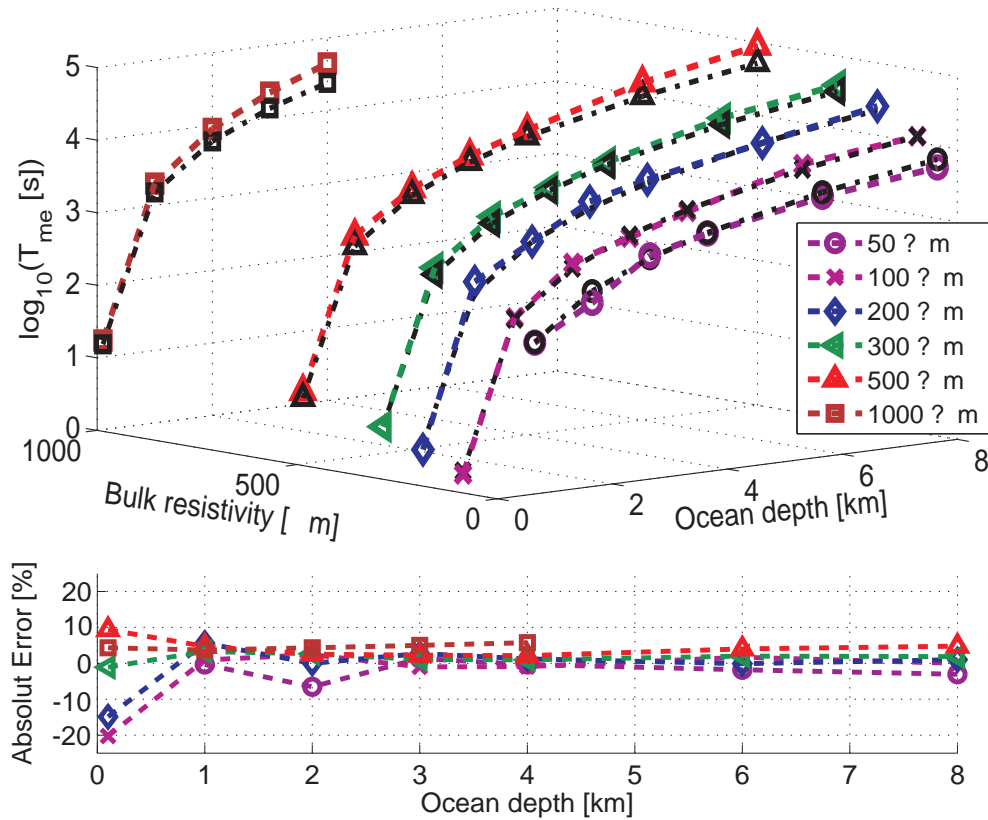 5
4
3
2
1
0
log10(T_me [s])
1000
500
0
Bulk resistivity [ m]
0
2
4
6
8
Ocean depth [km]
50 ? m
100 ? m
200 ? m
300 ? m
500 ? m
1000 ? m
20
10
0
-10
-20
Absolut Error [%]
0 1 2 3 4 5 6 7 8
Ocean depth [km]